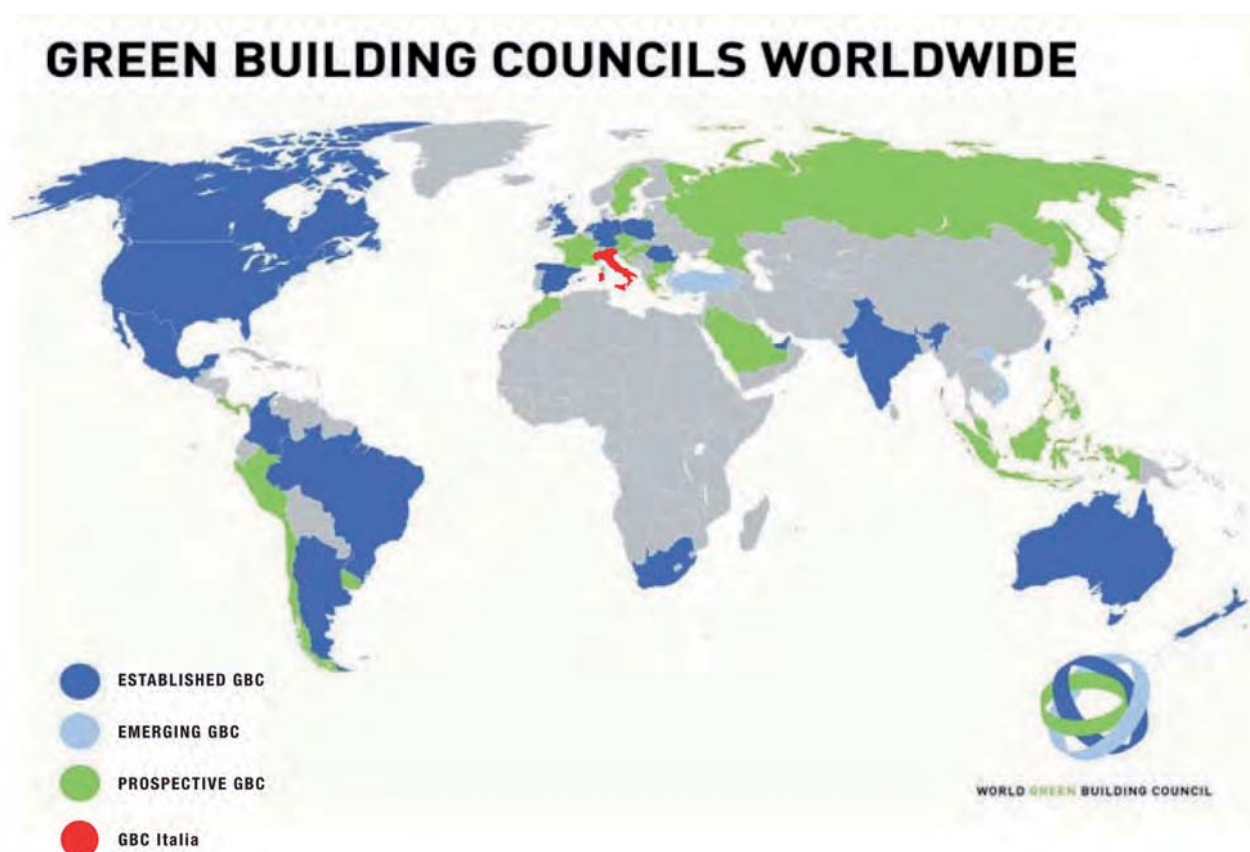 GREEN BUILDING COUNCILS WORLDWIDE
ESTABLISHED GBC
EMERGING GBC
PROSPECTIVE GBC
GBC Italia
WORLD GREEN BUILDING COUNCIL